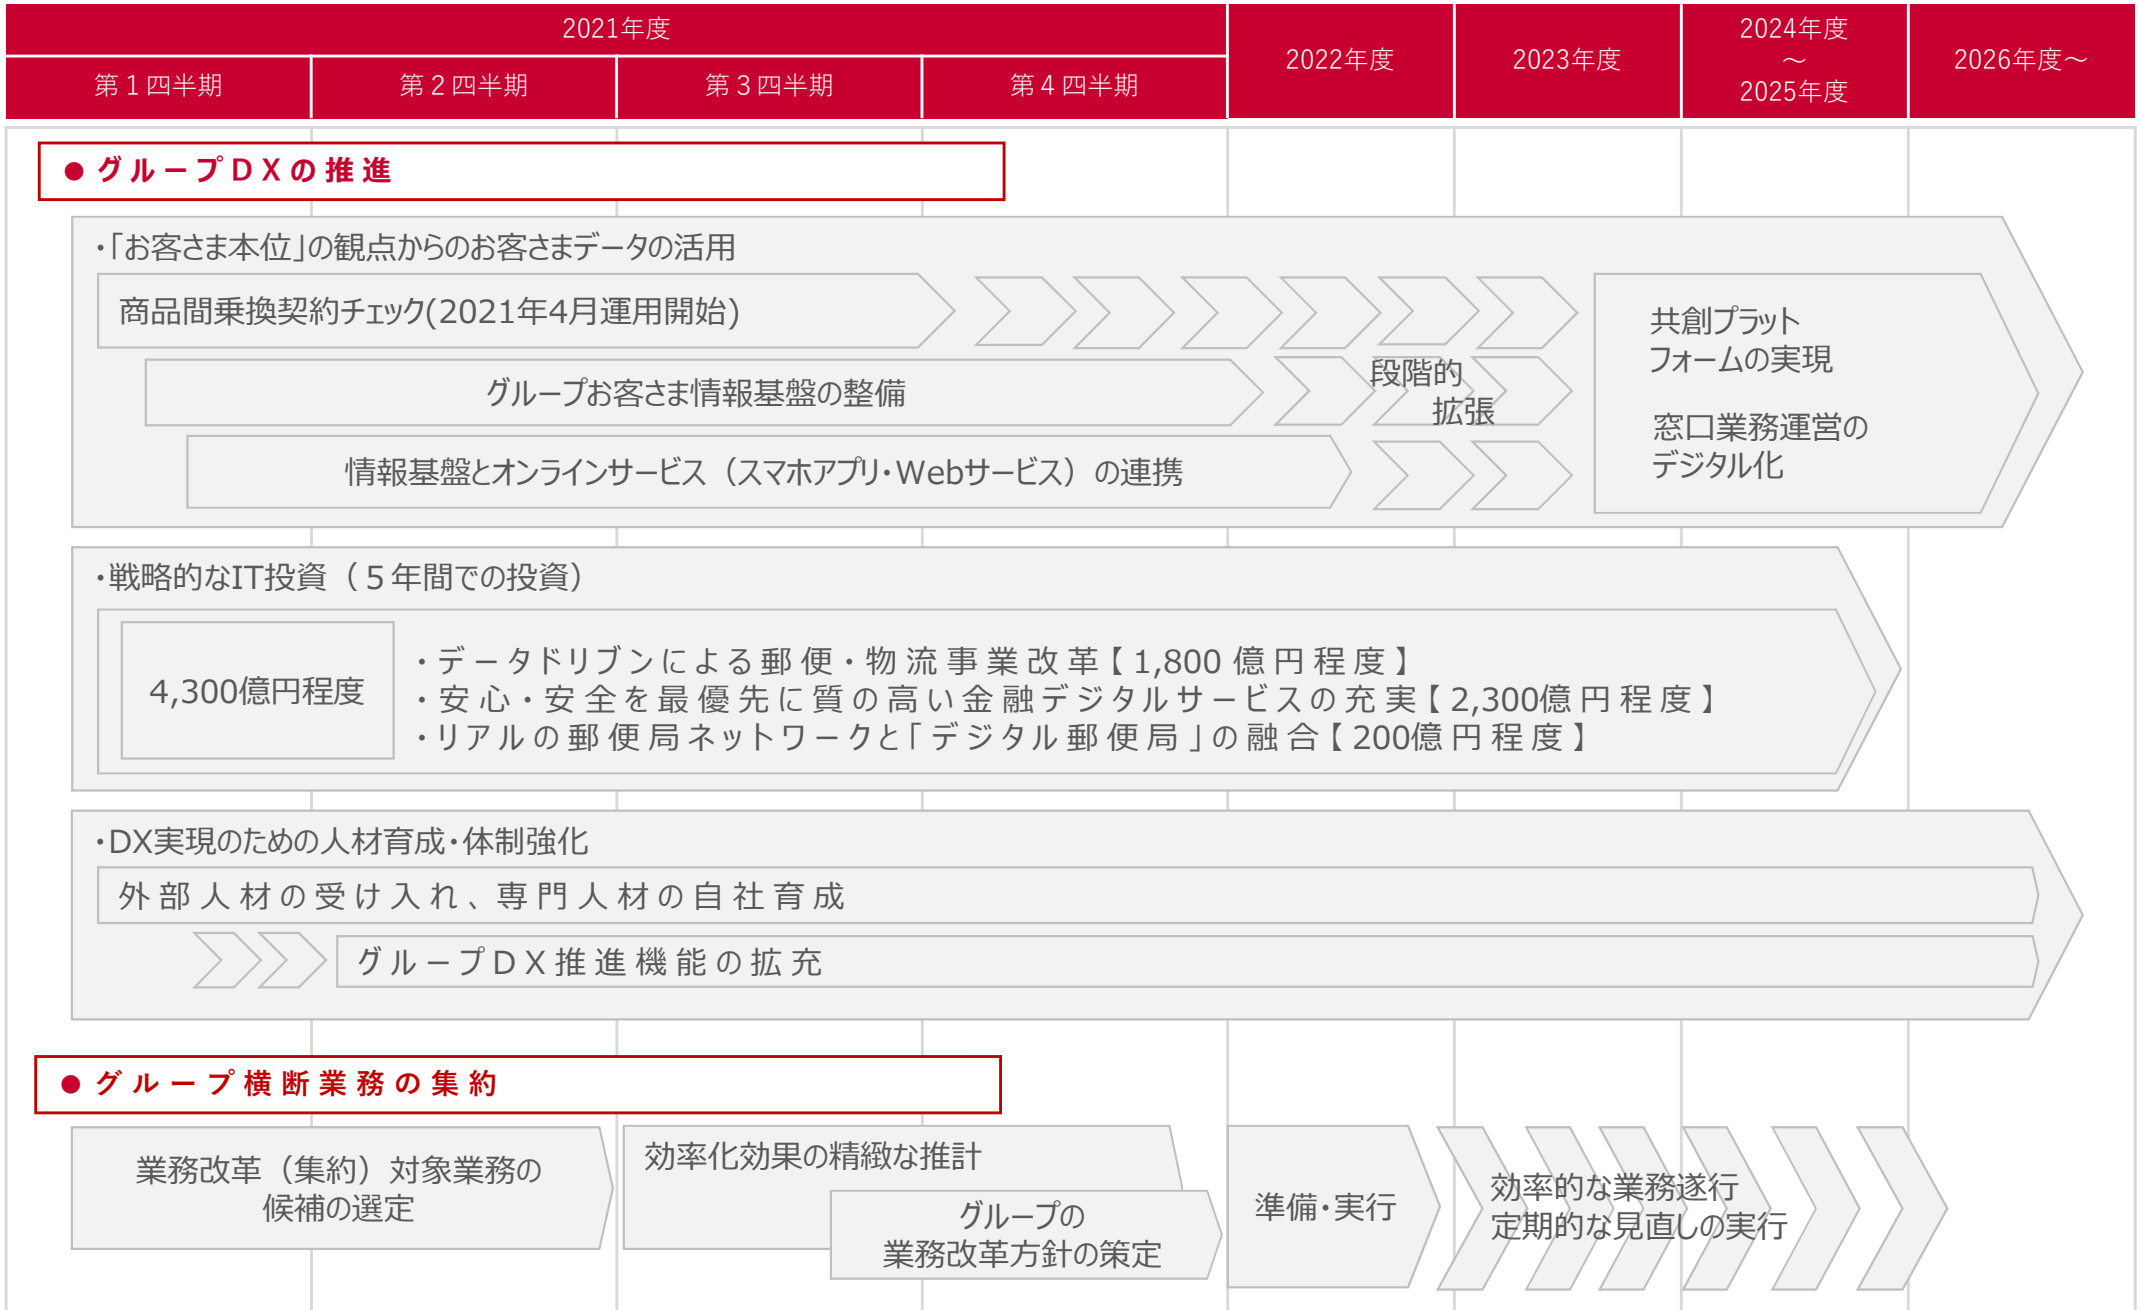 2021年度
2022年度
2023年度
2024年度
～
2025年度
2026年度～
第１四半期
第２四半期
第３四半期
第４四半期
●グループＤＸの推進
・「お客さま本位」の観点からのお客さまデータの活用
商品間乗換契約チェック(2021年4月運用開始)
グループお客さま情報基盤の整備
段階的
拡張
情報基盤とオンラインサービス（スマホアプリ・Webサービス）の連携
共創プラット
フォームの実現
窓口業務運営の
デジタル化
・戦略的なIT投資（５年間での投資）
4,300億円程度
・データドリブンによる郵便・物流事業改革【1,800億円程度】
・安心・安全を最優先に質の高い金融デジタルサービスの充実【2,300億円程度】
・リアルの郵便局ネットワークと「デジタル郵便局」の融合【200億円程度】
・DX実現のための人材育成・体制強化
外部人材の受け入れ、専門人材の自社育成
グループＤＸ推進機能の拡充
●グループ横断業務の集約
業務改革（集約）対象業務の
候補の選定
効率化効果の精緻な推計
グループの
業務改革方針の策定
準備・実行
効率的な業務遂行
定期的な見直しの実行